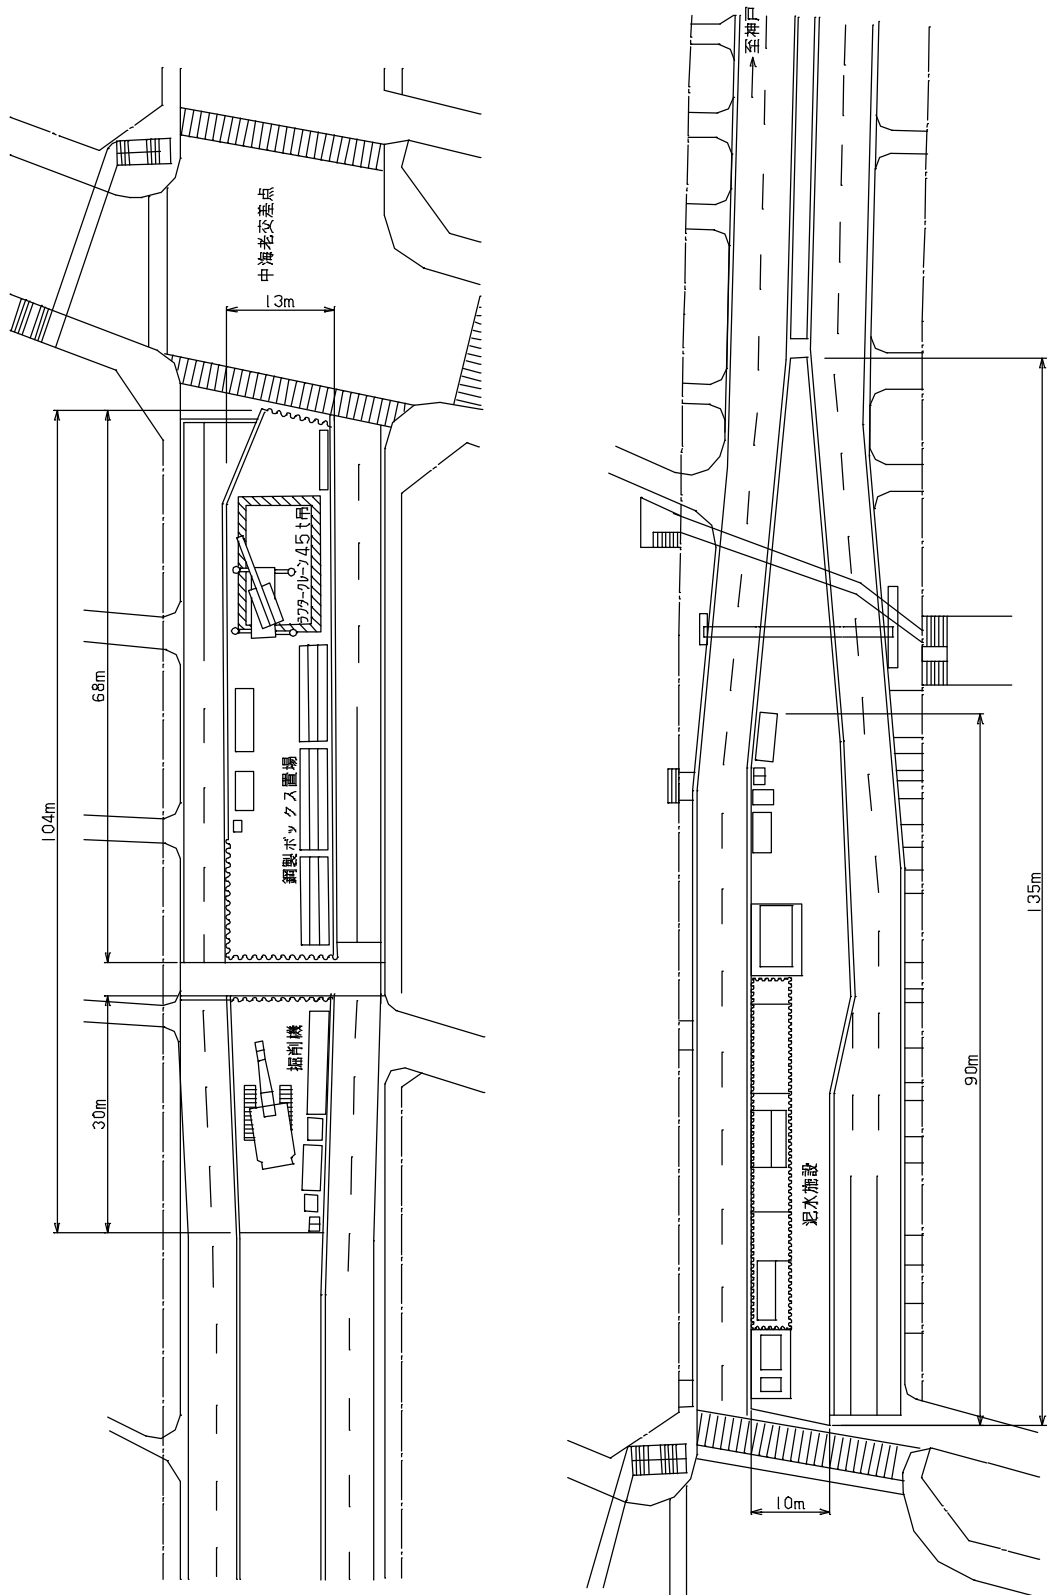 至神戸
中海老交差点
13m
ラフタークレーン45t吊
68m
104m
鋼製ボックス置場
掘削機
30m
135m
90m
泥水施設
10m